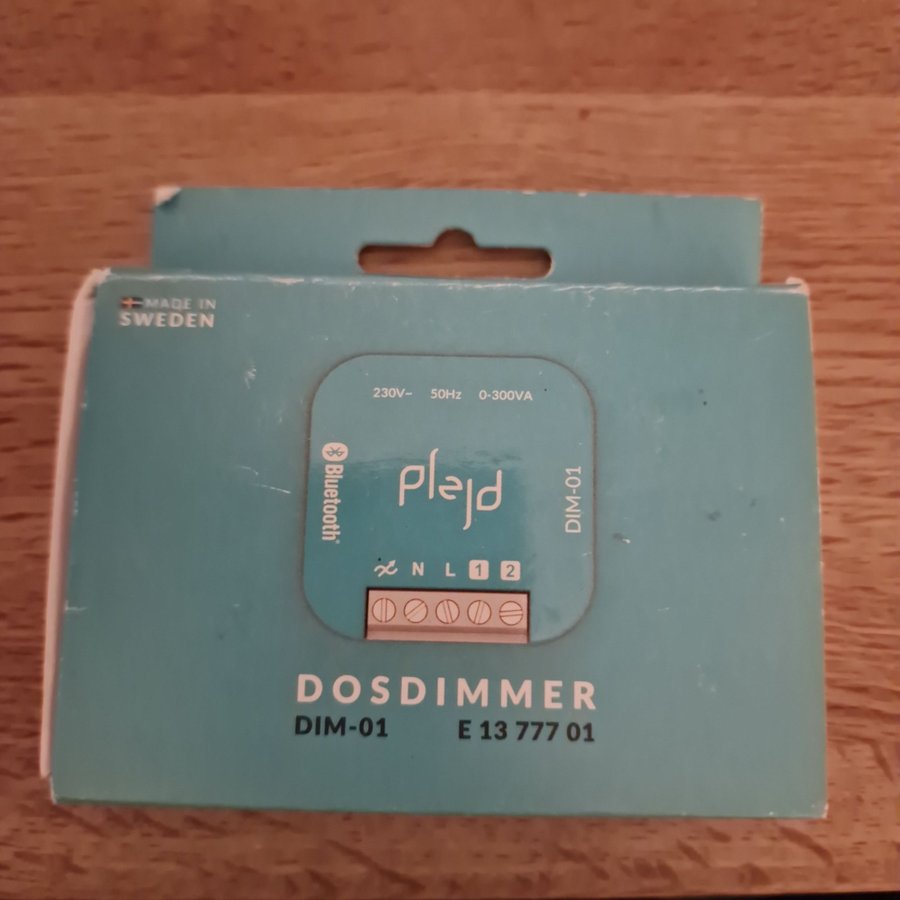 MADE IN
SWEDEN
230V~ 50Hz 0-300VA
Bluetooth®
plejd
DIM-01
N L 1 2
DOSDIMMER
DIM-01 E 13 777 01